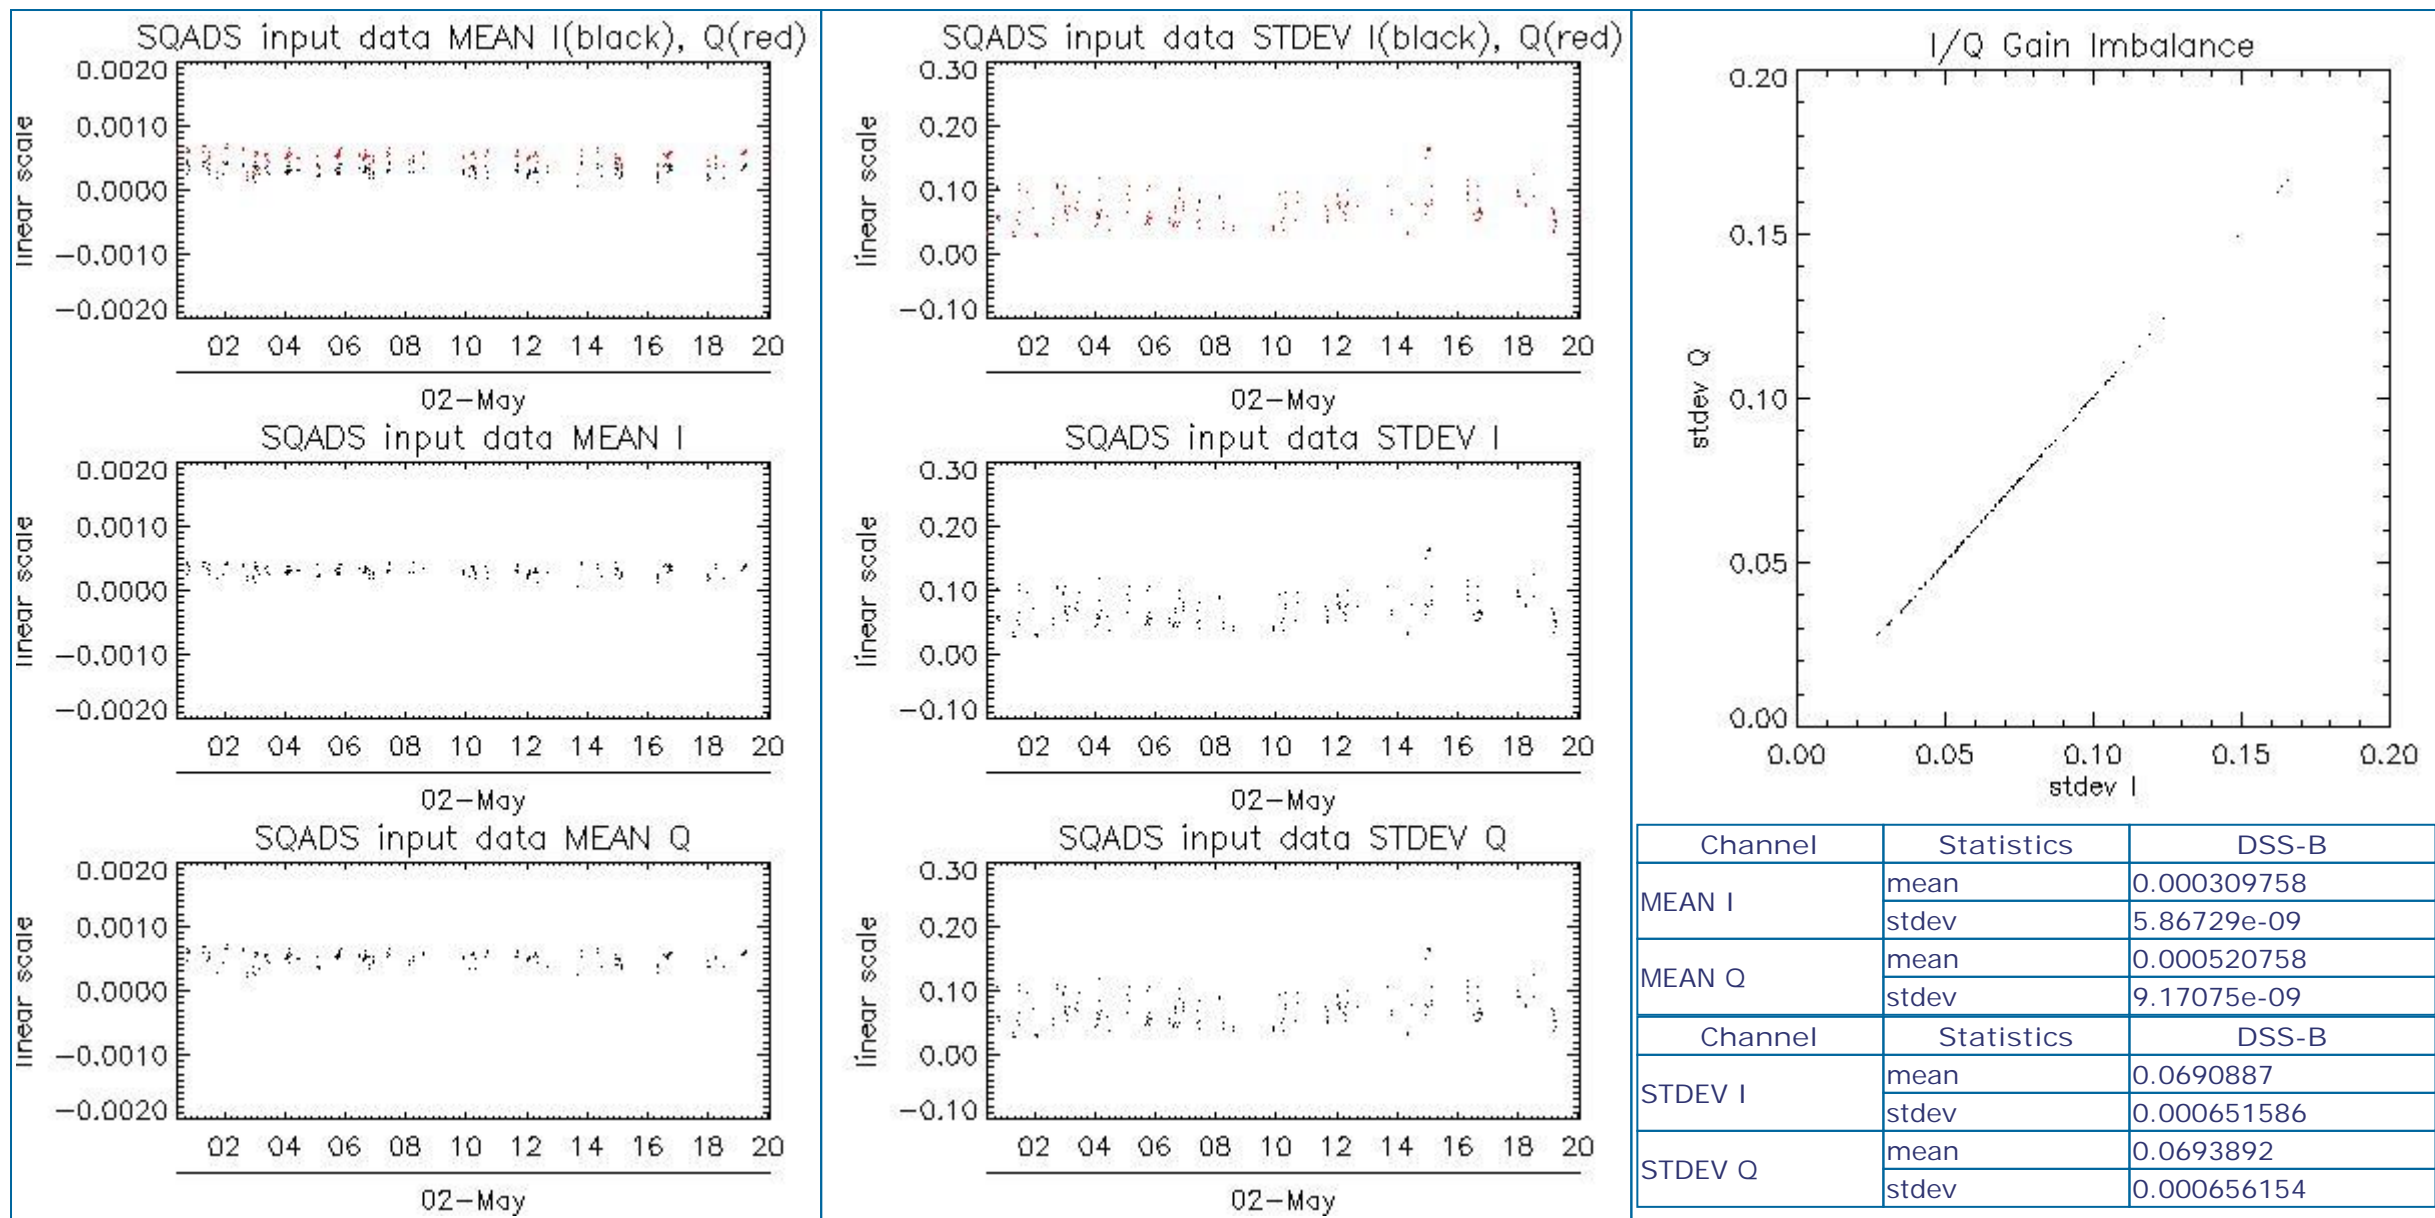 SQADS input data MEAN I(black), Q(red)
0.0020
0.0010
0.0000
-0.0010
-0.0020
linear scale
02 04 06 08 10 12 14 16 18 20
02-May
SQADS input data MEAN I
0.0020
0.0010
0.0000
-0.0010
-0.0020
linear scale
02 04 06 08 10 12 14 16 18 20
02-May
SQADS input data MEAN Q
0.0020
0.0010
0.0000
-0.0010
-0.0020
linear scale
02 04 06 08 10 12 14 16 18 20
02-May
SQADS input data STDEV I(black), Q(red)
0.30
0.20
0.10
0.00
-0.10
linear scale
02 04 06 08 10 12 14 16 18 20
02-May
SQADS input data STDEV I
0.30
0.20
0.10
0.00
-0.10
linear scale
02 04 06 08 10 12 14 16 18 20
02-May
SQADS input data STDEV Q
0.30
0.20
0.10
0.00
-0.10
linear scale
02 04 06 08 10 12 14 16 18 20
02-May
I/Q Gain Imbalance
0.20
0.15
0.10
0.05
0.00
stdev Q
0.00 0.05 0.10 0.15 0.20
stdev I
Channel Statistics DSS-B
MEAN I mean 0.000309758
stdev 5.86729e-09
MEAN Q mean 0.000520758
stdev 9.17075e-09
Channel Statistics DSS-B
STDEV I mean 0.0690887
stdev 0.000651586
STDEV Q mean 0.0693892
stdev 0.000656154